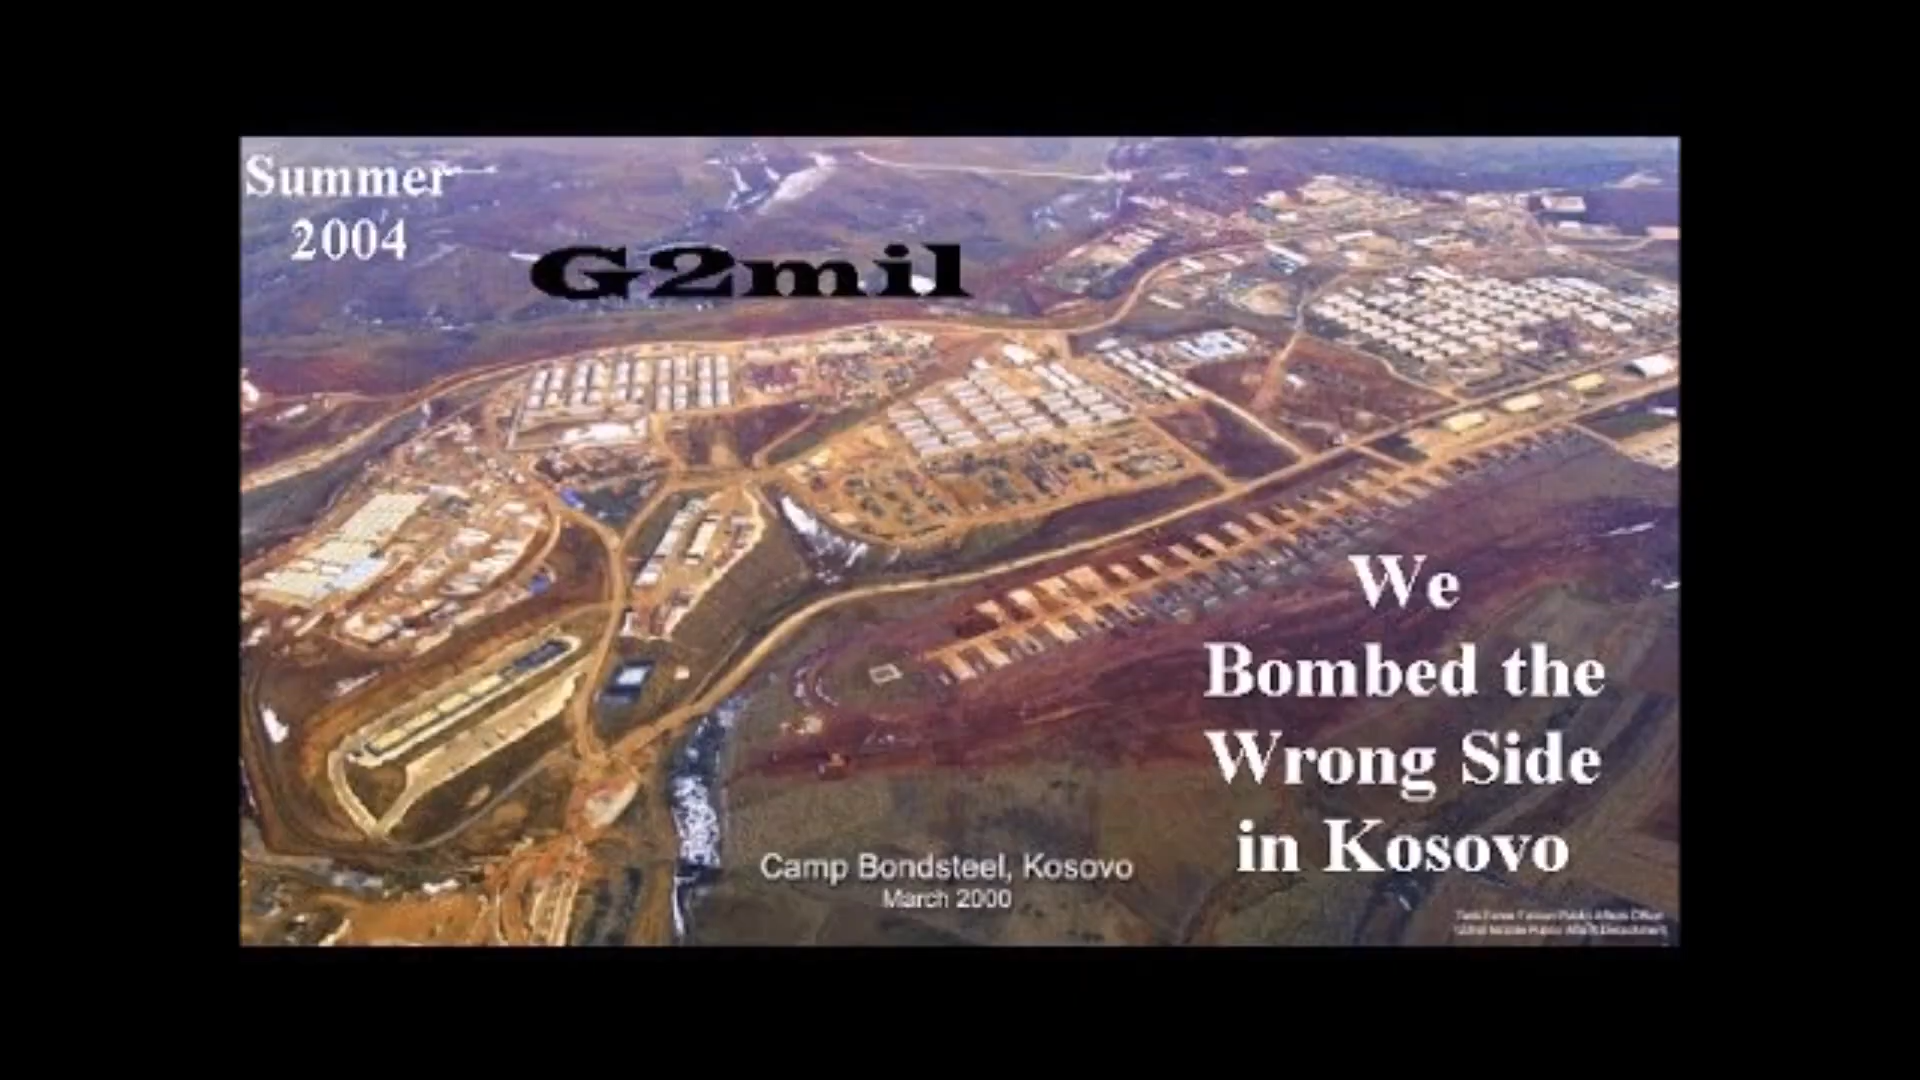 Summer
2004
G2mil
We
Bombed the
Wrong Side
in Kosovo
Camp Bondsteel, Kosovo
March 2000